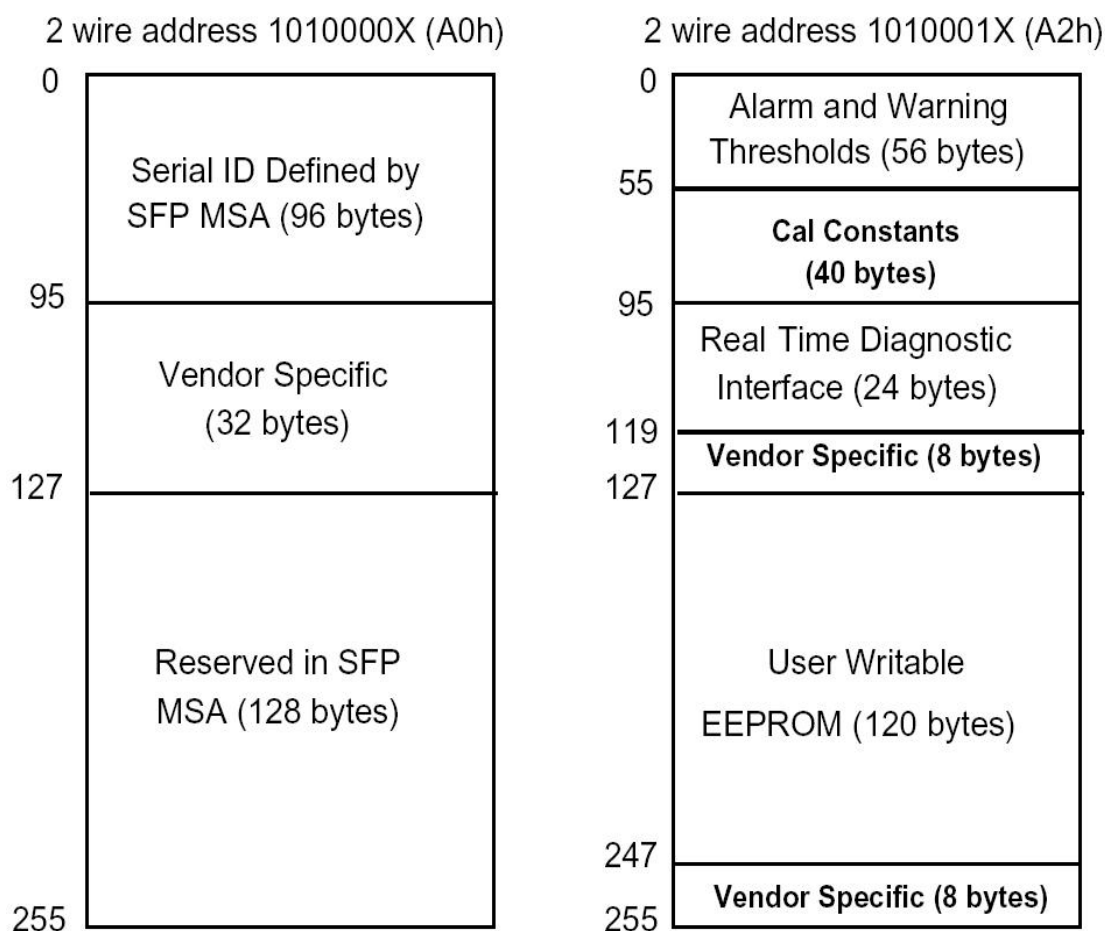 2 wire address 1010000X (A0h)
0
Serial ID Defined by
SFP MSA (96 bytes)
95
Vendor Specific
(32 bytes)
127
Reserved in SFP
MSA (128 bytes)
255
2 wire address 1010001X (A2h)
0
Alarm and Warning
Thresholds (56 bytes)
55
Cal Constants
(40 bytes)
95
Real Time Diagnostic
Interface (24 bytes)
119
Vendor Specific (8 bytes)
127
User Writable
EEPROM (120 bytes)
247
Vendor Specific (8 bytes)
255